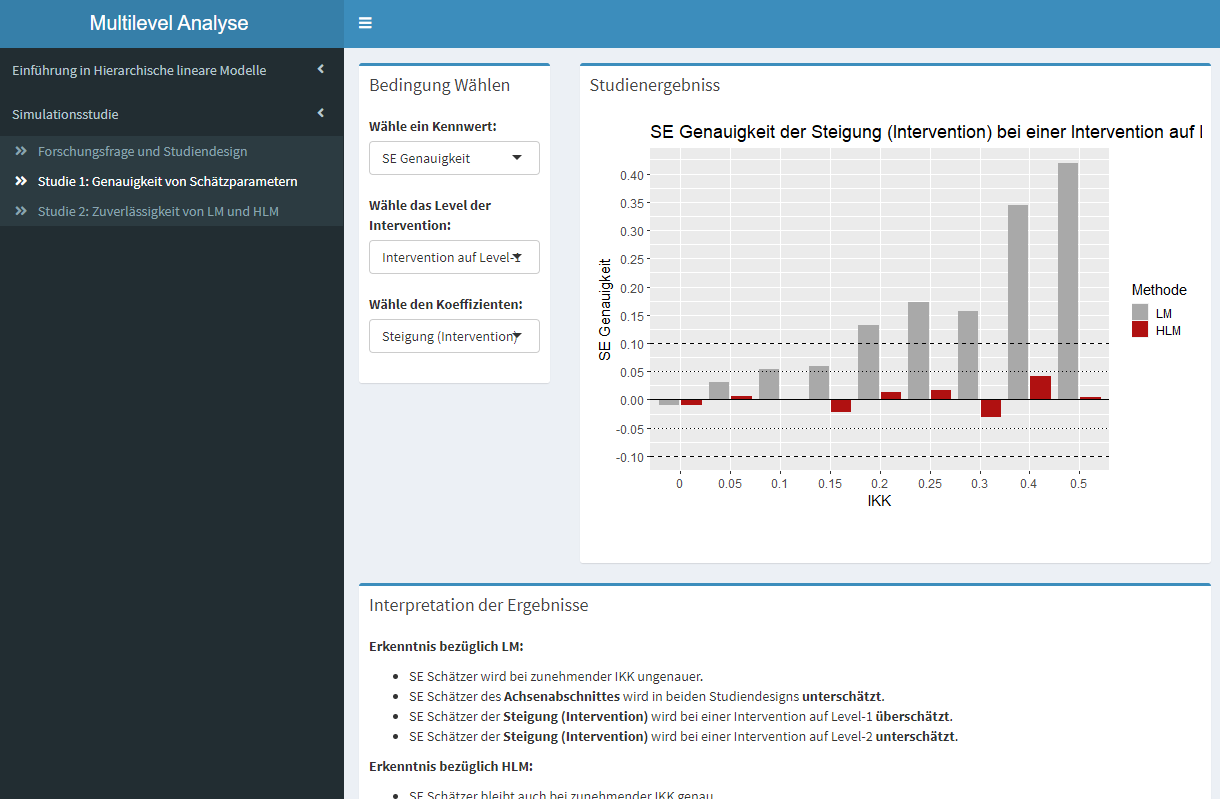 Multilevel Analyse
Einführung in Hierarchische lineare Modelle
Simulationsstudie
Forschungsfrage und Studiendesign
Studie 1: Genauigkeit von Schätzparametern
Studie 2: Zuverlässigkeit von LM und HLM
Bedingung Wählen
Wähle ein Kennwert:
SE Genauigkeit
Wähle das Level der
Intervention:
Intervention auf Level-1
Wähle den Koeffizienten:
Steigung (Intervention)
Studienergebniss
SE Genauigkeit der Steigung (Intervention) bei einer Intervention auf
SE Genauigkeit
0.40
0.35
0.30
0.25
0.20
0.15
0.10
0.05
0.00
-0.05
-0.10
0 0.05 0.1 0.15 0.2 0.25 0.3 0.4 0.5
IKK
Methode
LM
HLM
Interpretation der Ergebnisse
Erkenntnis bezüglich LM:
SE Schätzer wird bei zunehmender IKK ungenauer.
SE Schätzer des Achsenabschnittes wird in beiden Studiendesigns unterschätzt.
SE Schätzer der Steigung (Intervention) wird bei einer Intervention auf Level-1 überschätzt.
SE Schätzer der Steigung (Intervention) wird bei einer Intervention auf Level-2 unterschätzt.
Erkenntnis bezüglich HLM:
SE Schätzer bleibt auch bei zunehmender IKK genau